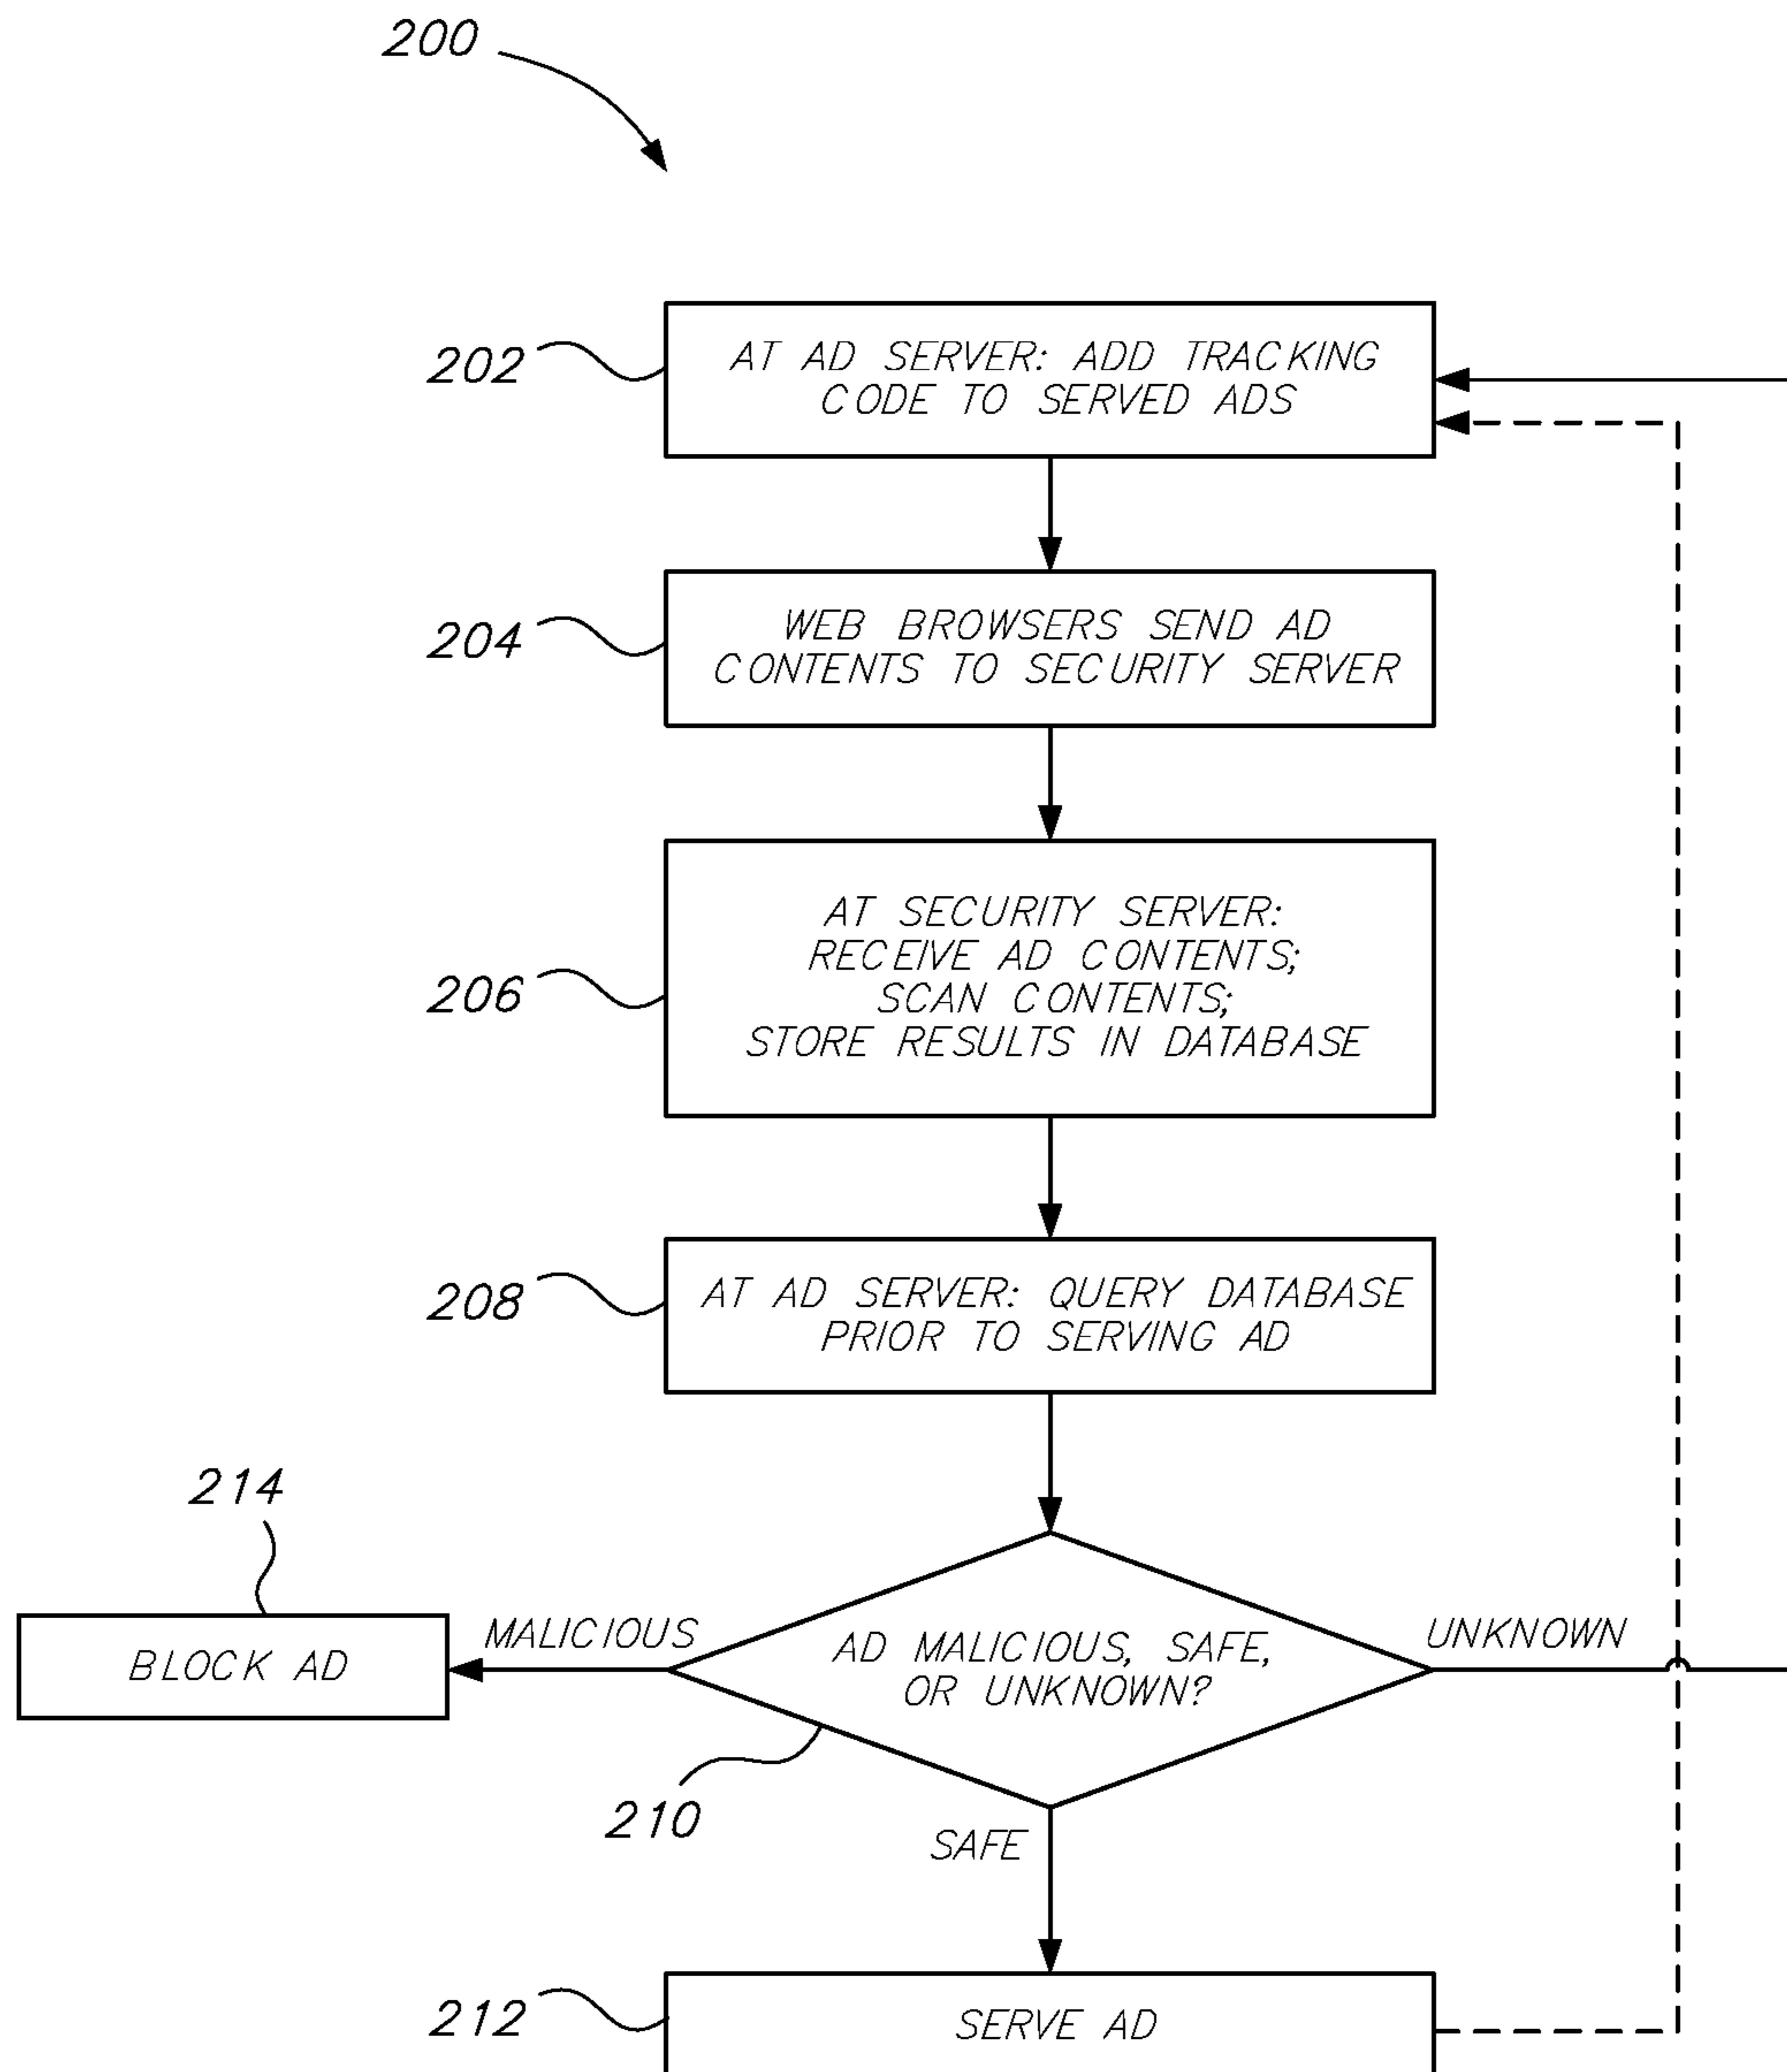 200
202
AT AD SERVER: ADD TRACKING
CODE TO SERVED ADS
204
WEB BROWSERS SEND AD
CONTENTS TO SECURITY SERVER
206
AT SECURITY SERVER:
RECEIVE AD CONTENTS;
SCAN CONTENTS;
STORE RESULTS IN DATABASE
208
AT AD SERVER: QUERY DATABASE
PRIOR TO SERVING AD
214
BLOCK AD
MALICIOUS
AD MALICIOUS, SAFE,
OR UNKNOWN?
UNKNOWN
210
SAFE
212
SERVE AD